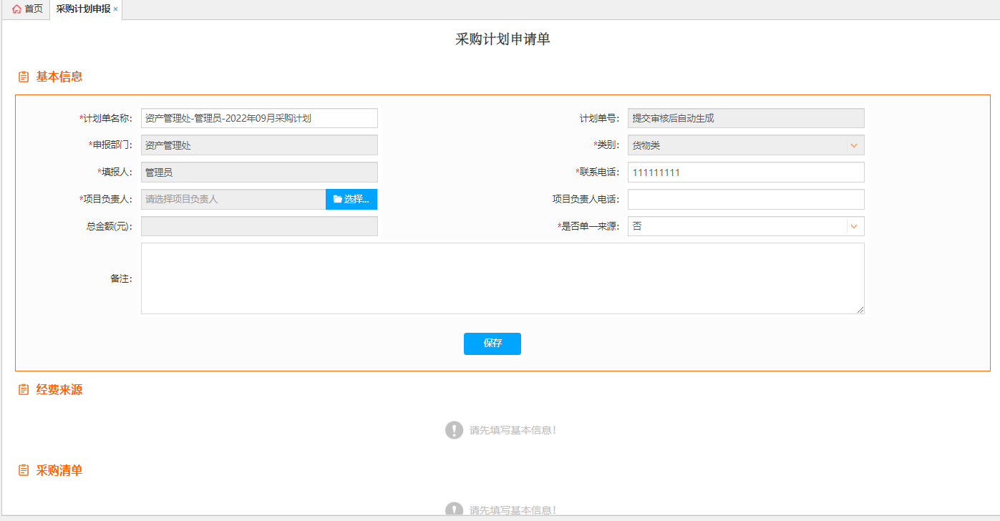 首页 采购计划申报 ×
采购计划申请单
基本信息
*计划单名称: 资产管理处-管理员-2022年09月采购计划 计划单号: 提交审核后自动生成
*申报部门: 资产管理处 *类别: 货物类
*填报人: 管理员 *联系电话: 111111111
*项目负责人: 请选择项目负责人 选择... 项目负责人电话:
总金额(元): *是否单一来源: 否
备注:
保存
经费来源
请先填写基本信息!
采购清单
请先填写基本信息!